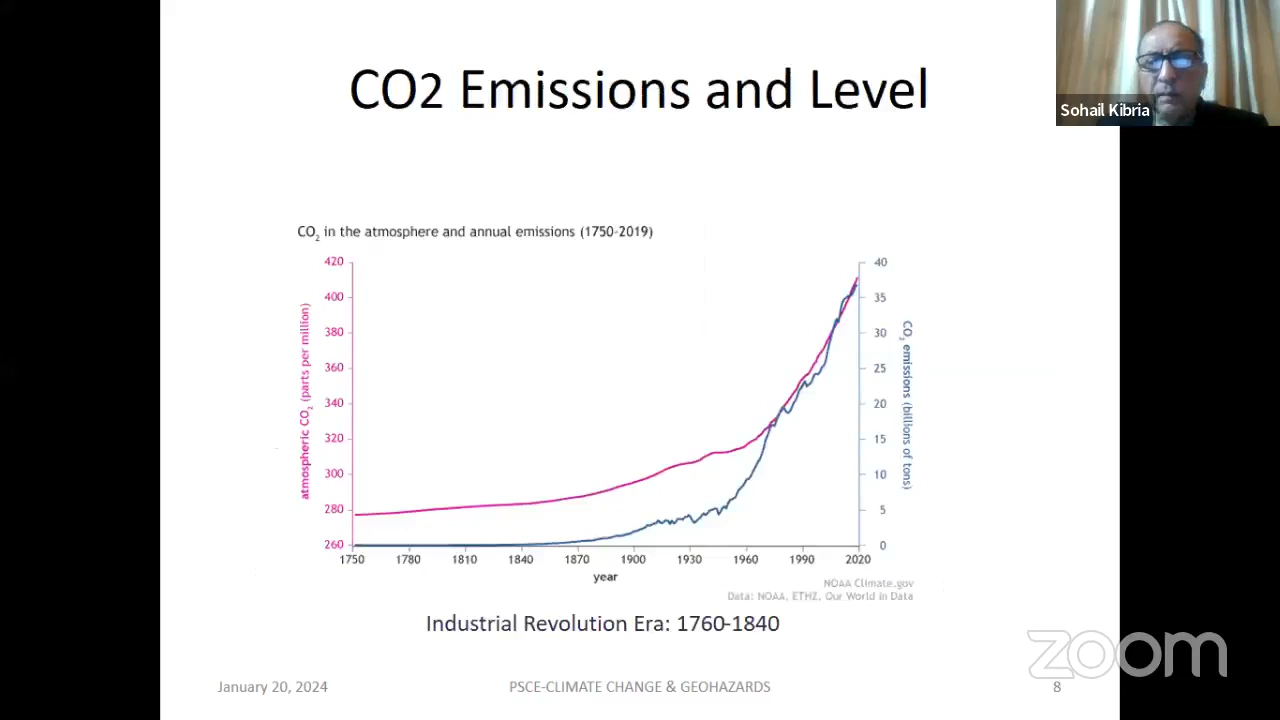 CO2 Emissions and Level
Sohail Kibria
CO2 in the atmosphere and annual emissions (1750-2019)
atmospheric CO2 (parts per million)
420
400
380
360
340
320
300
280
260
40
35
30
25
20
15
10
5
0
CO2 emissions (billions of tons)
1750 1780 1810 1840 1870 1900 1930 1960 1990 2020
year
NOAA Climate.gov
Data: NOAA, ETHZ, Our World in Data
Industrial Revolution Era: 1760-1840
zoom
January 20, 2024 PSCE-CLIMATE CHANGE & GEOHAZARDS 8